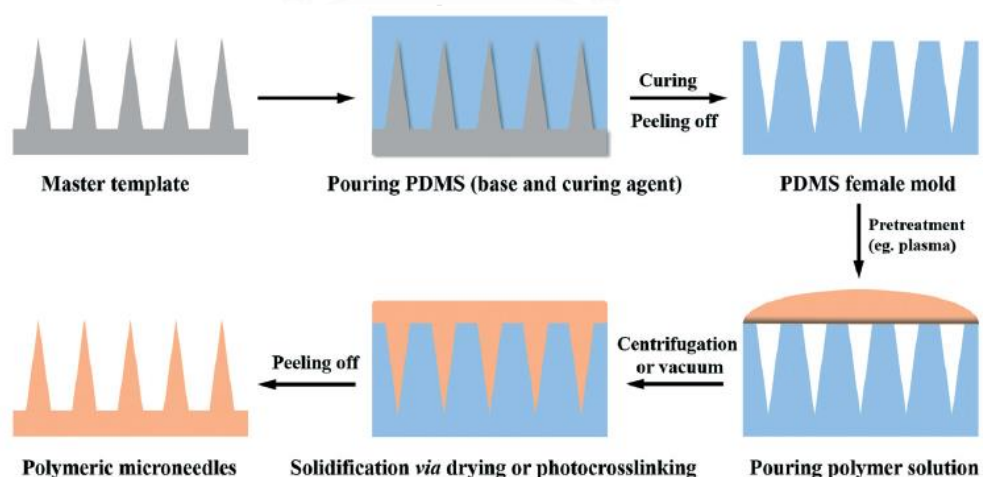 Curing
Peeling off
Master template
Pouring PDMS (base and curing agent)
PDMS female mold
Pretreatment
(eg. plasma)
Centrifugation
or vacuum
Peeling off
Polymeric microneedles
Solidification via drying or photocrosslinking
Pouring polymer solution